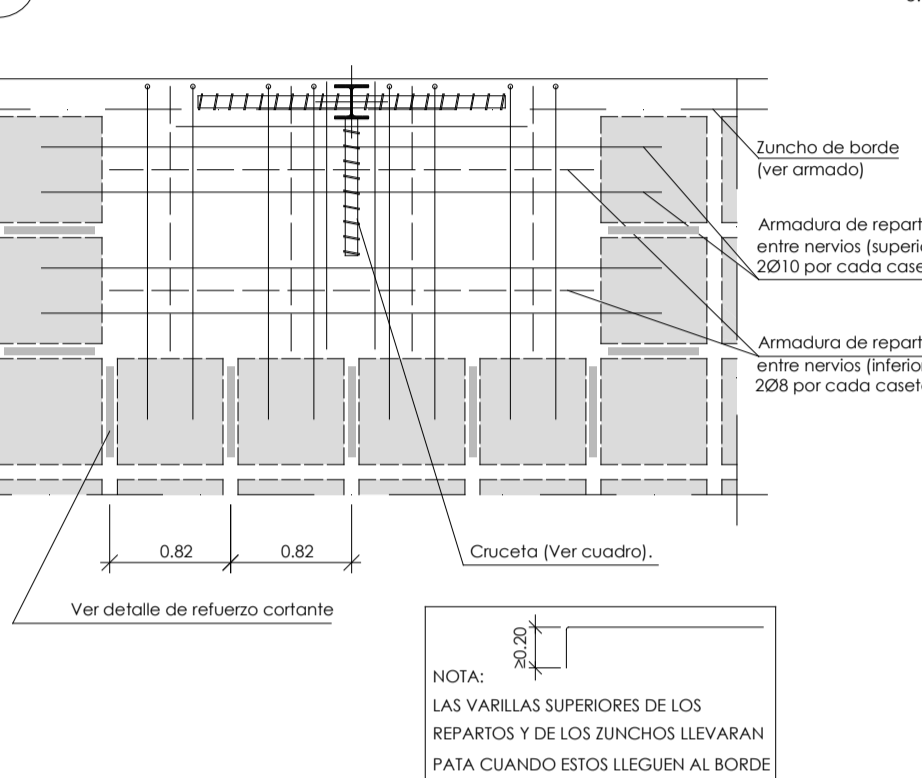 Zuncho de borde
(ver armado)
Armadura de repart
entre nervios (superio
2Ø10 por cada case
Armadura de repart
entre nervios (inferior
2Ø8 por cada caset
0.82
0.82
Cruceta (Ver cuadro).
Ver detalle de refuerzo cortante
≥0.20
NOTA:
LAS VARILLAS SUPERIORES DE LOS
REPARTOS Y DE LOS ZUNCHOS LLEVARAN
PATA CUANDO ESTOS LLEGUEN AL BORDE